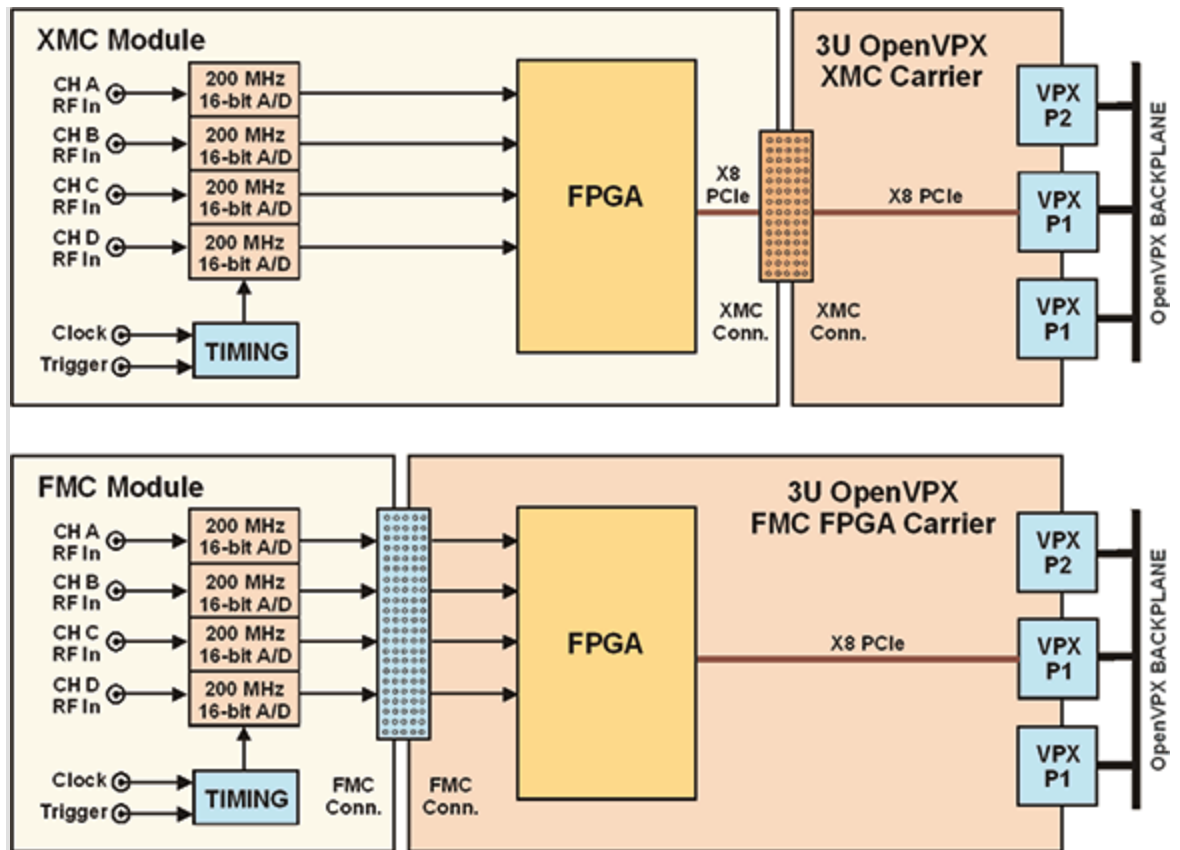 XMC Module
CH A
RF In
200 MHz
16-bit A/D
CH B
RF In
200 MHz
16-bit A/D
CH C
RF In
200 MHz
16-bit A/D
CH D
RF In
200 MHz
16-bit A/D
Clock
Trigger
TIMING
FPGA
X8
PCIe
XMC
Conn.
3U OpenVPX
XMC Carrier
X8 PCIe
XMC
Conn.
VPX
P2
VPX
P1
VPX
P1
OpenVPX BACKPLANE
FMC Module
CH A
RF In
200 MHz
16-bit A/D
CH B
RF In
200 MHz
16-bit A/D
CH C
RF In
200 MHz
16-bit A/D
CH D
RF In
200 MHz
16-bit A/D
Clock
Trigger
TIMING
FMC
Conn.
FMC
Conn.
3U OpenVPX
FMC FPGA Carrier
FPGA
X8 PCIe
VPX
P2
VPX
P1
VPX
P1
OpenVPX BACKPLANE